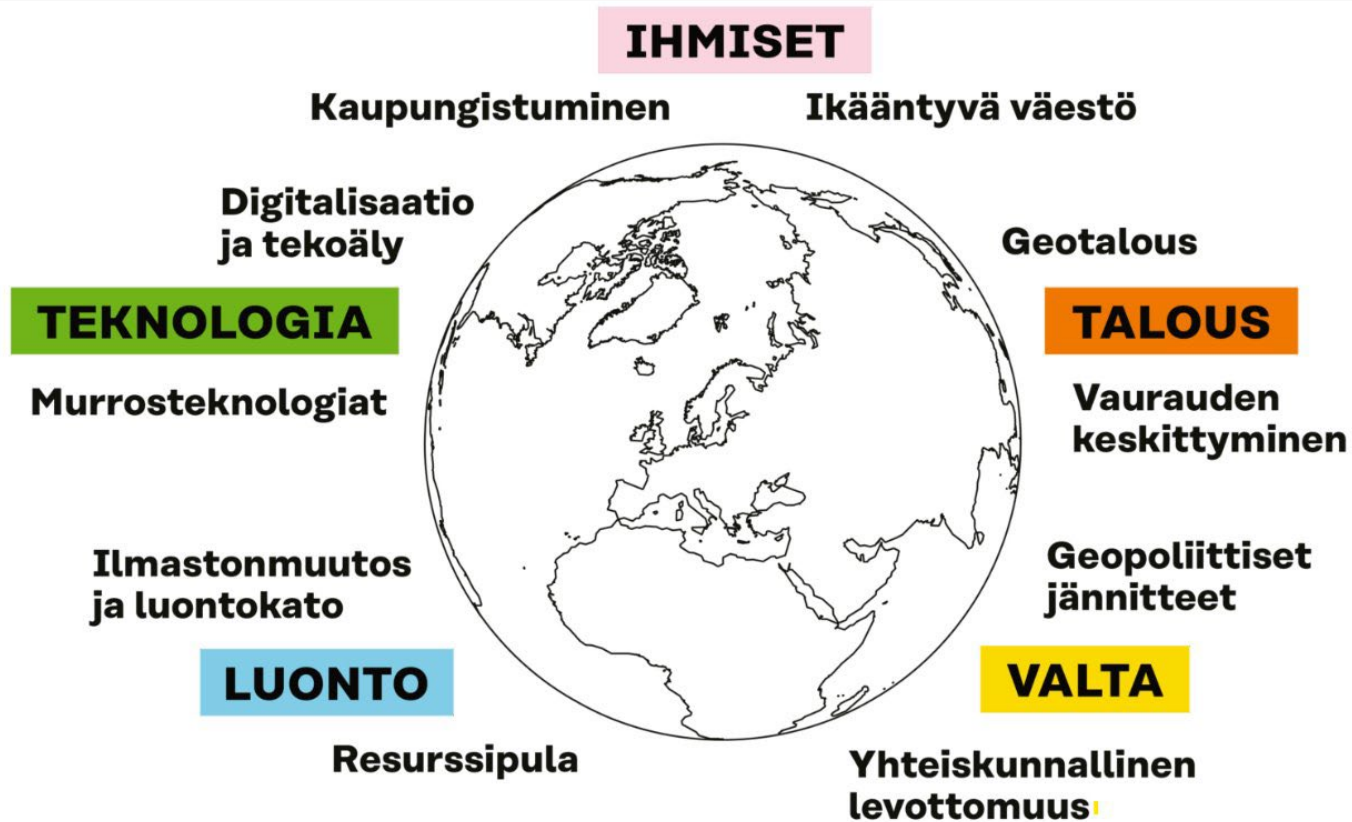 IHMISET
Kaupungistuminen
Ikääntyvä väestö
Digitalisaatio
ja tekoäly
Geotalous
TEKNOLOGIA
TALOUS
Murrosteknologiat
Vaurauden
keskittyminen
Ilmastonmuutos
ja luontokato
Geopoliittiset
jännitteet
LUONTO
VALTA
Resurssipula
Yhteiskunnallinen
levottomuus